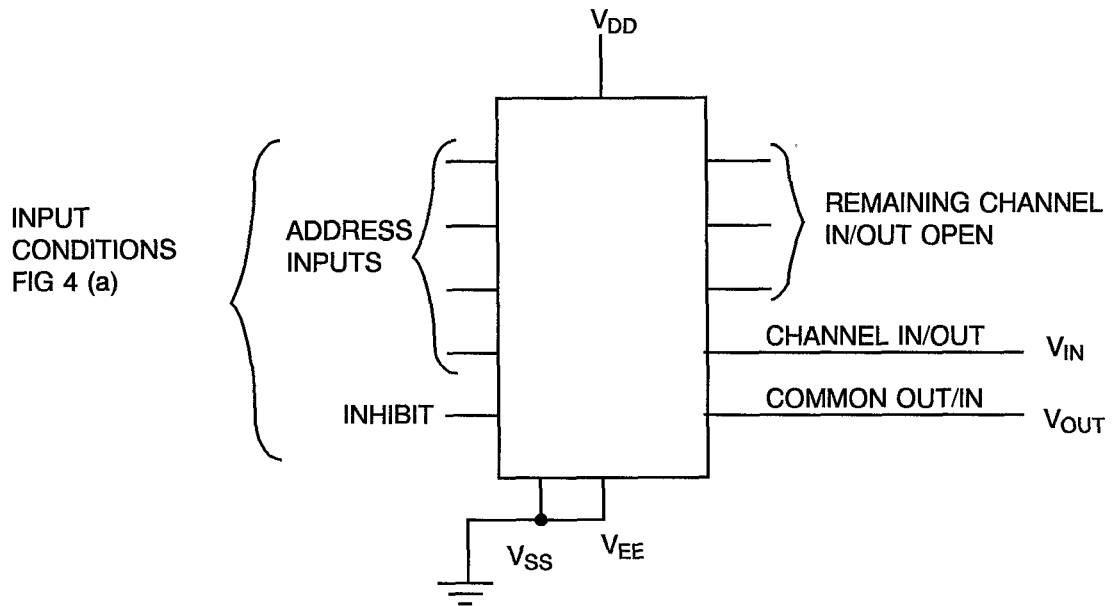 VDD
INPUT
CONDITIONS
FIG 4 (a)
ADDRESS
INPUTS
INHIBIT
REMAINING CHANNEL
IN/OUT OPEN
CHANNEL IN/OUT
VIN
COMMON OUT/IN
VOUT
VSS
VEE